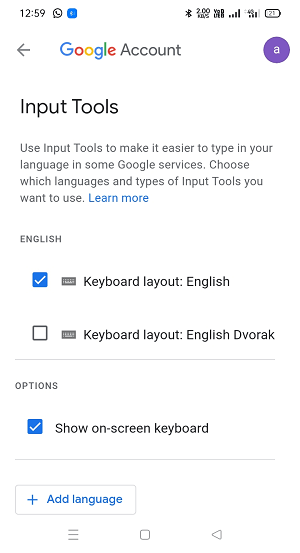 12:59 2.00 KB/S 21
Google Account a
Input Tools
Use Input Tools to make it easier to type in your
language in some Google services. Choose
which languages and types of Input Tools you
want to use. Learn more
ENGLISH
Keyboard layout: English
Keyboard layout: English Dvorak
OPTIONS
Show on-screen keyboard
+ Add language